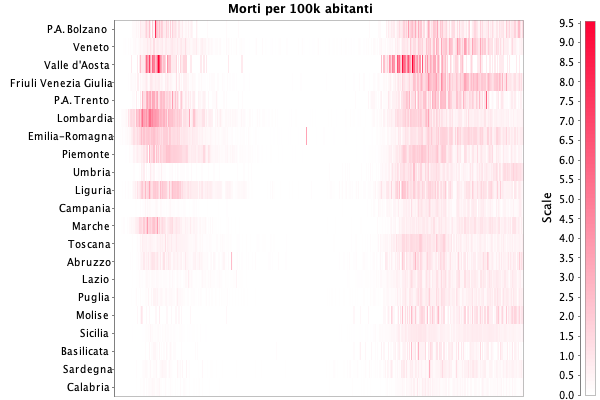 Morti per 100k abitanti
P.A. Bolzano
Veneto
Valle d'Aosta
Friuli Venezia Giulia
P.A. Trento
Lombardia
Emilia-Romagna
Piemonte
Umbria
Liguria
Campania
Marche
Toscana
Abruzzo
Lazio
Puglia
Molise
Sicilia
Basilicata
Sardegna
Calabria
Scale
9.5
9.0
8.5
8.0
7.5
7.0
6.5
6.0
5.5
5.0
4.5
4.0
3.5
3.0
2.5
2.0
1.5
1.0
0.5
0.0